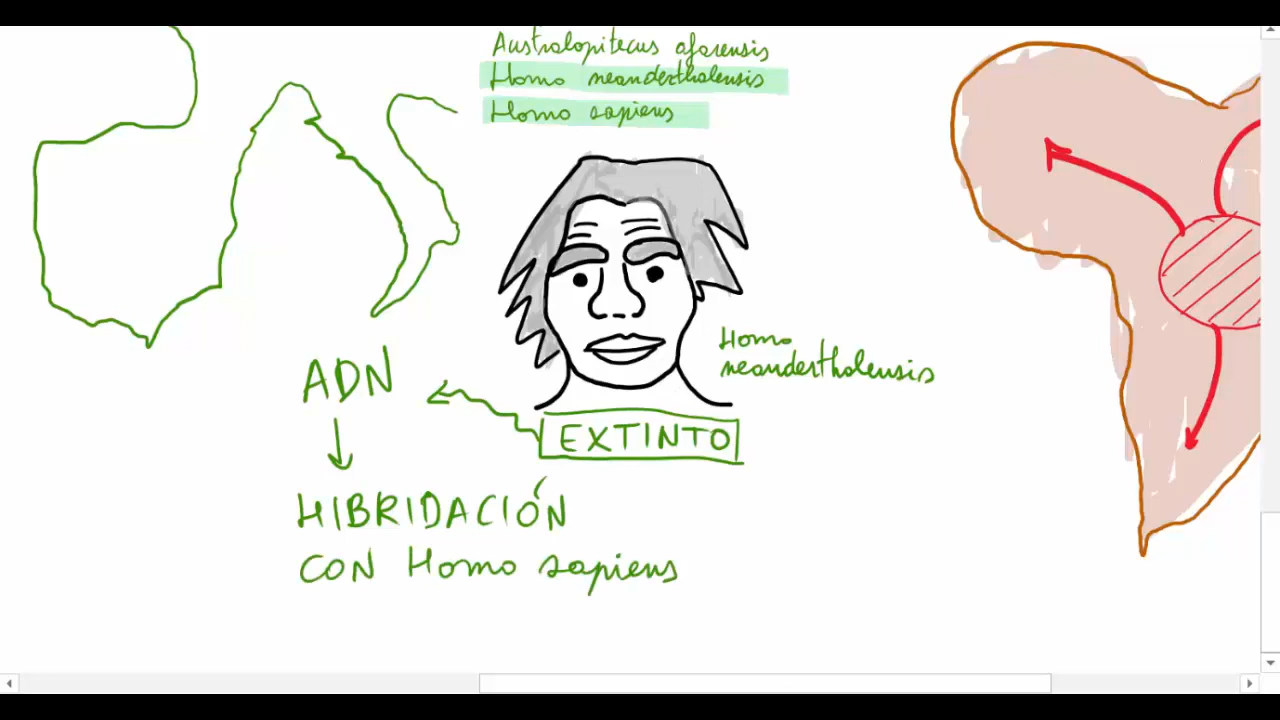 Australopitecus afarensis
Homo neanderthalensis
Homo sapiens
Homo
neanderthalensis
ADN
EXTINTO
HIBRIDACIÓN
CON Homo sapiens